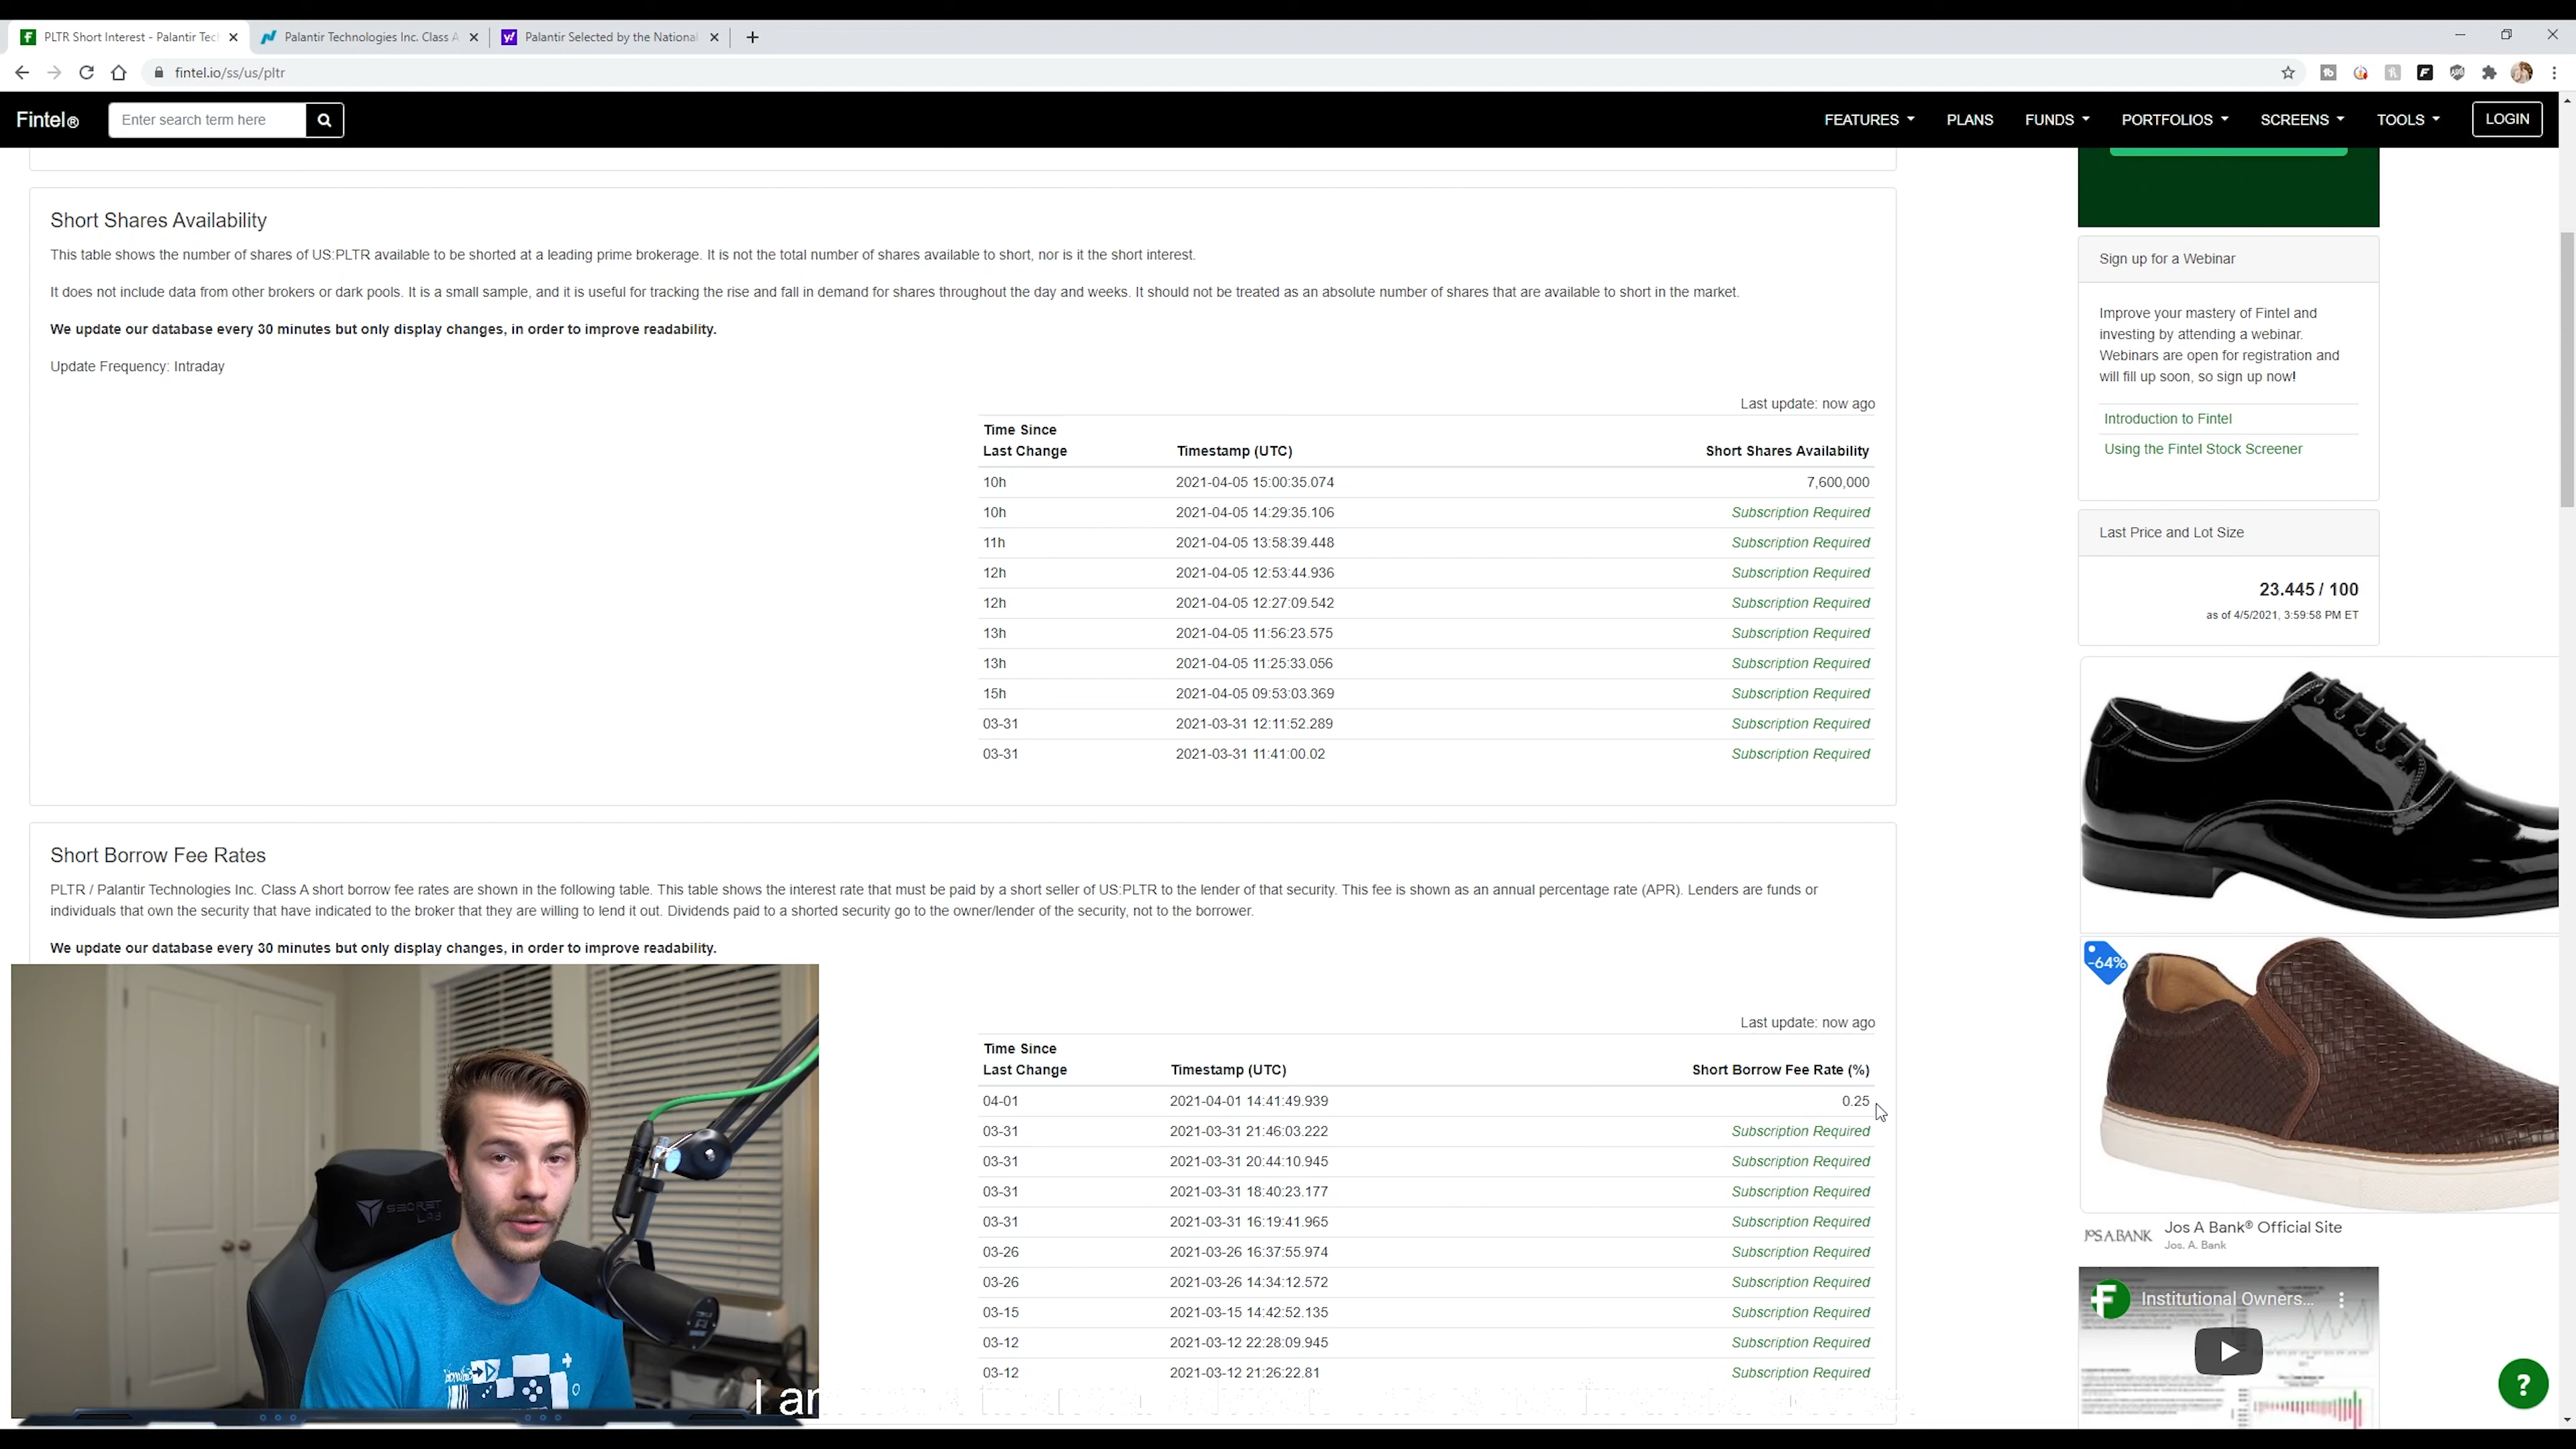 PLTR Short Interest - Palantir Tec
Palantir Technologies Inc. Class A
Palantir Selected by the National
fintel.io/ss/us/pltr
Fintel®
Enter search term here
FEATURES
PLANS
FUNDS
PORTFOLIOS
SCREENS
TOOLS
LOGIN
Short Shares Availability
This table shows the number of shares of US:PLTR available to be shorted at a leading prime brokerage. It is not the total number of shares available to short, nor is it the short interest.
It does not include data from other brokers or dark pools. It is a small sample, and it is useful for tracking the rise and fall in demand for shares throughout the day and weeks. It should not be treated as an absolute number of shares that are available to short in the market.
We update our database every 30 minutes but only display changes, in order to improve readability.
Update Frequency: Intraday
Last update: now ago
Time Since
Last Change Timestamp (UTC) Short Shares Availability
10h 2021-04-05 15:00:35.074 7,600,000
10h 2021-04-05 14:29:35.106 Subscription Required
11h 2021-04-05 13:58:39.448 Subscription Required
12h 2021-04-05 12:53:44.936 Subscription Required
12h 2021-04-05 12:27:09.542 Subscription Required
13h 2021-04-05 11:56:23.575 Subscription Required
13h 2021-04-05 11:25:33.056 Subscription Required
15h 2021-04-05 09:53:03.369 Subscription Required
03-31 2021-03-31 12:11:52.289 Subscription Required
03-31 2021-03-31 11:41:00.02 Subscription Required
Short Borrow Fee Rates
PLTR / Palantir Technologies Inc. Class A short borrow fee rates are shown in the following table. This table shows the interest rate that must be paid by a short seller of US:PLTR to the lender of that security. This fee is shown as an annual percentage rate (APR). Lenders are funds or
individuals that own the security that have indicated to the broker that they are willing to lend it out. Dividends paid to a shorted security go to the owner/lender of the security, not to the borrower.
We update our database every 30 minutes but only display changes, in order to improve readability.
Last update: now ago
Time Since
Last Change Timestamp (UTC) Short Borrow Fee Rate (%)
04-01 2021-04-01 14:41:49.939 0.25
03-31 2021-03-31 21:46:03.222 Subscription Required
03-31 2021-03-31 20:44:10.945 Subscription Required
03-31 2021-03-31 18:40:23.177 Subscription Required
03-31 2021-03-31 16:19:41.965 Subscription Required
03-26 2021-03-26 16:37:55.974 Subscription Required
03-26 2021-03-26 14:34:12.572 Subscription Required
03-15 2021-03-15 14:42:52.135 Subscription Required
03-12 2021-03-12 22:28:09.945 Subscription Required
03-12 2021-03-12 21:26:22.81 Subscription Required
Sign up for a Webinar
Improve your mastery of Fintel and
investing by attending a webinar.
Webinars are open for registration and
will fill up soon, so sign up now!
Introduction to Fintel
Using the Fintel Stock Screener
Last Price and Lot Size
23.445 / 100
as of 4/5/2021, 3:59:58 PM ET
-64%
JOS.A.BANK
Jos A Bank® Official Site
Jos. A. Bank
Institutional Owners...
?
SECRET
LAB
I am